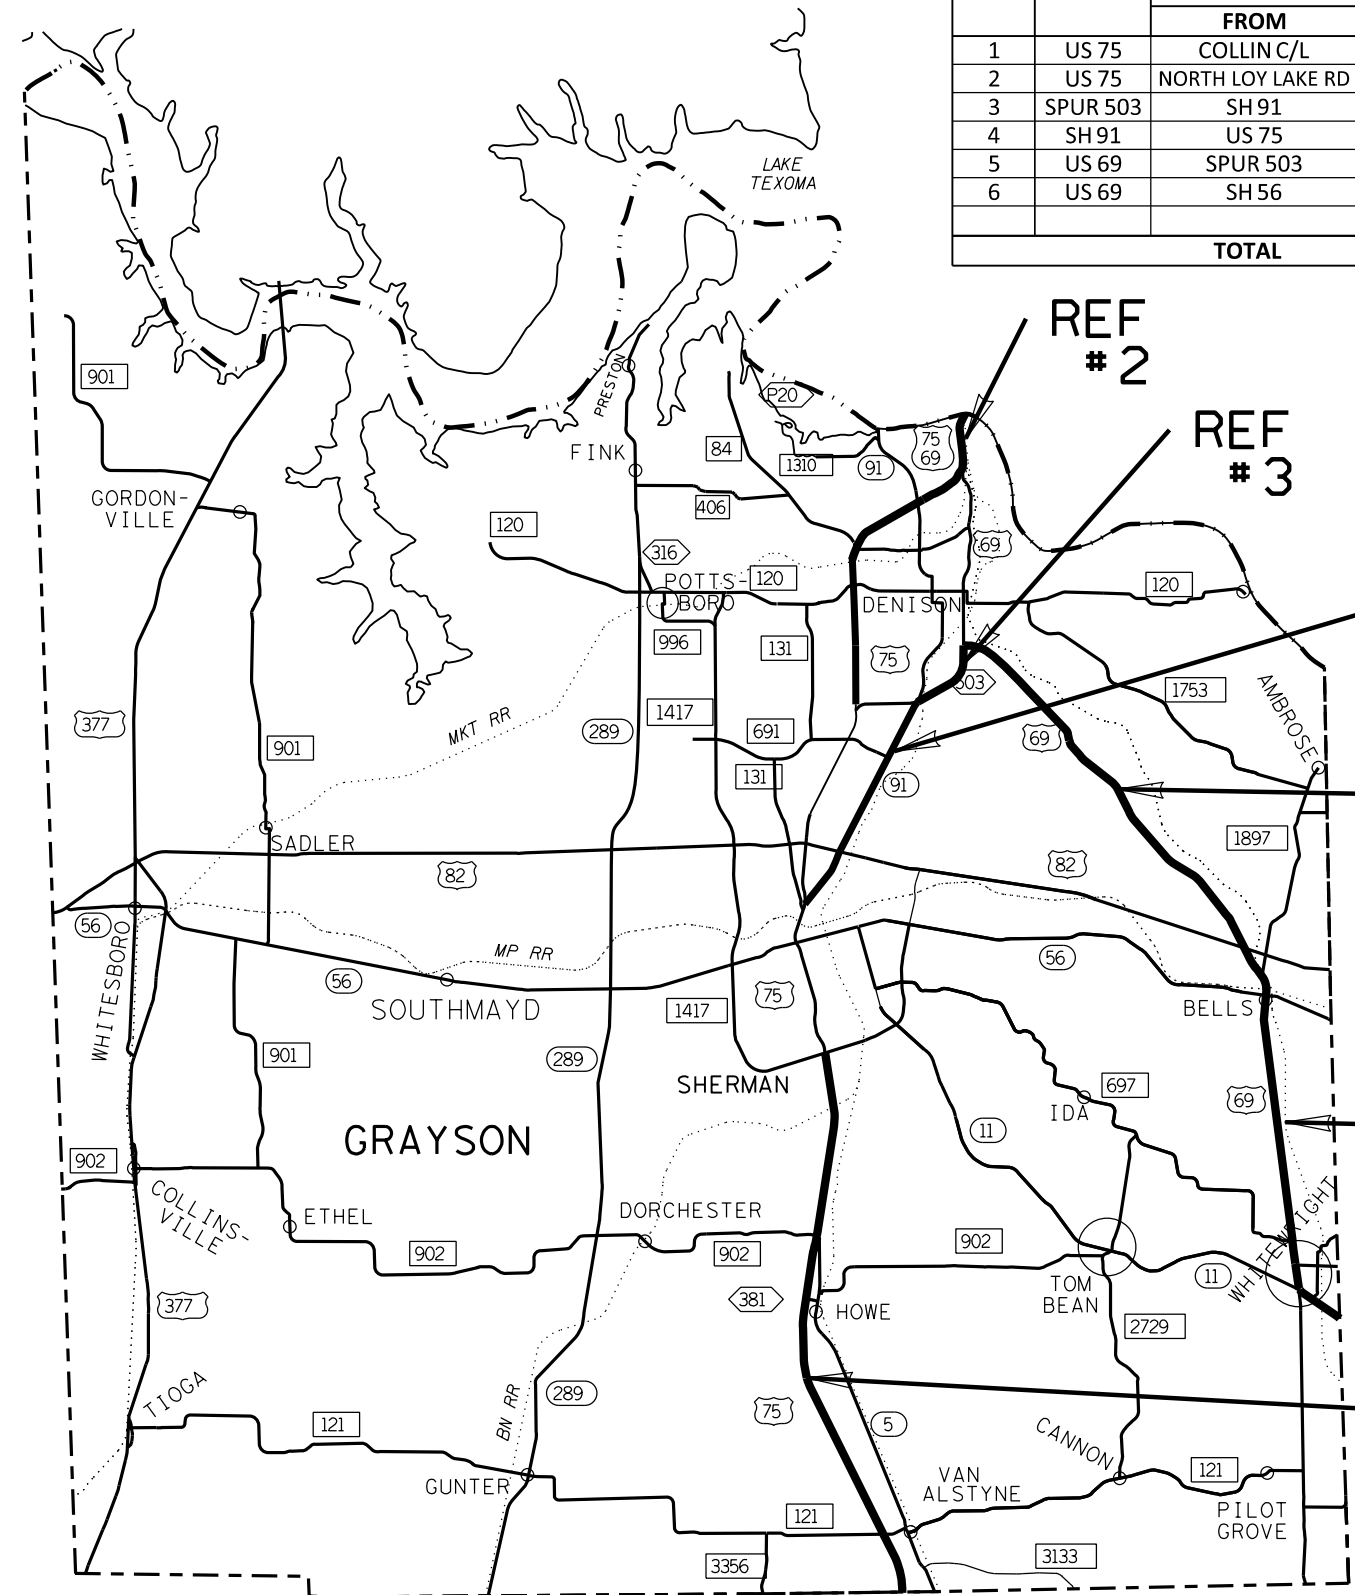 FROM
1 US 75 COLLIN C/L
2 US 75 NORTH LOY LAKE RD
3 SPUR 503 SH 91
4 SH 91 US 75
5 US 69 SPUR 503
6 US 69 SH 56
TOTAL
LAKE
TEXOMA
REF
#2
REF
#3
901
PRESTON
P20
75
69
FINK
84
1310
91
GORDON-
VILLE
406
120
69
316
POTTS-
BORO
120
DENISON
120
996
131
75
503
1753
AMBROSE
377
MKT RR
289
1417
691
69
901
131
91
SADLER
1897
82
82
56
WHITESBORO
MP RR
56
56
SOUTHMAYD
75
1417
BELLS
901
289
SHERMAN
697
IDA
69
GRAYSON
11
902
COLLINS-
VILLE
ETHEL
DORCHESTER
902
902
902
WHITEWRIGHT
11
377
381
HOWE
TOM
BEAN
2729
TIOGA
289
BN RR
75
5
121
CANNON
GUNTER
VAN
ALSTYNE
121
121
PILOT
GROVE
3356
3133